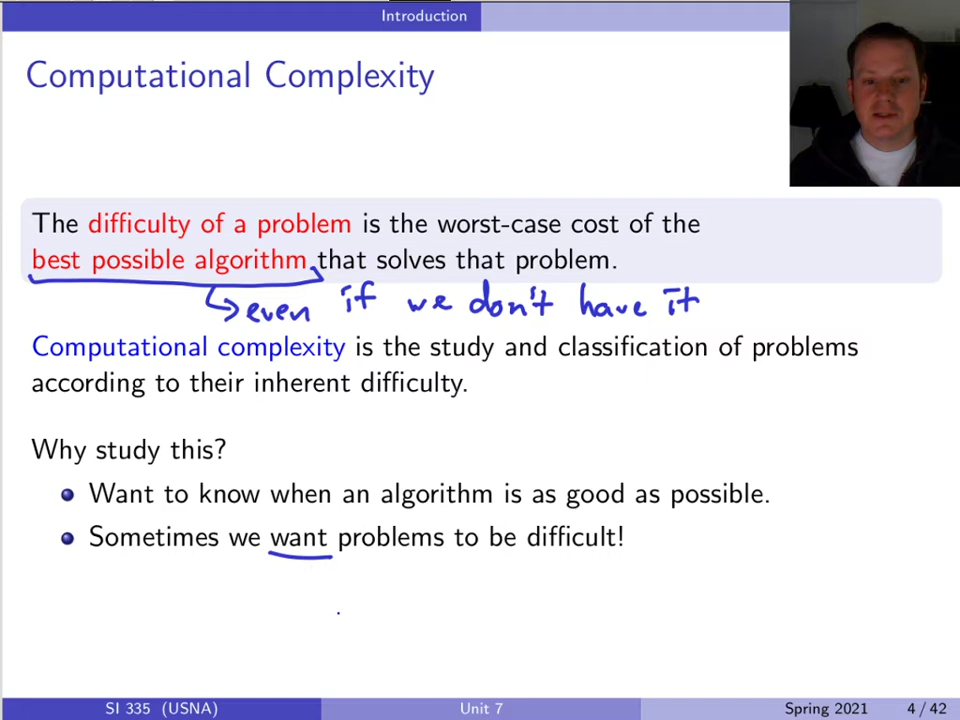 Introduction
Computational Complexity
The difficulty of a problem is the worst-case cost of the
best possible algorithm that solves that problem.
even if we don't have it
Computational complexity is the study and classification of problems
according to their inherent difficulty.
Why study this?
Want to know when an algorithm is as good as possible.
Sometimes we want problems to be difficult!
SI 335 (USNA) Unit 7 Spring 2021 4 / 42